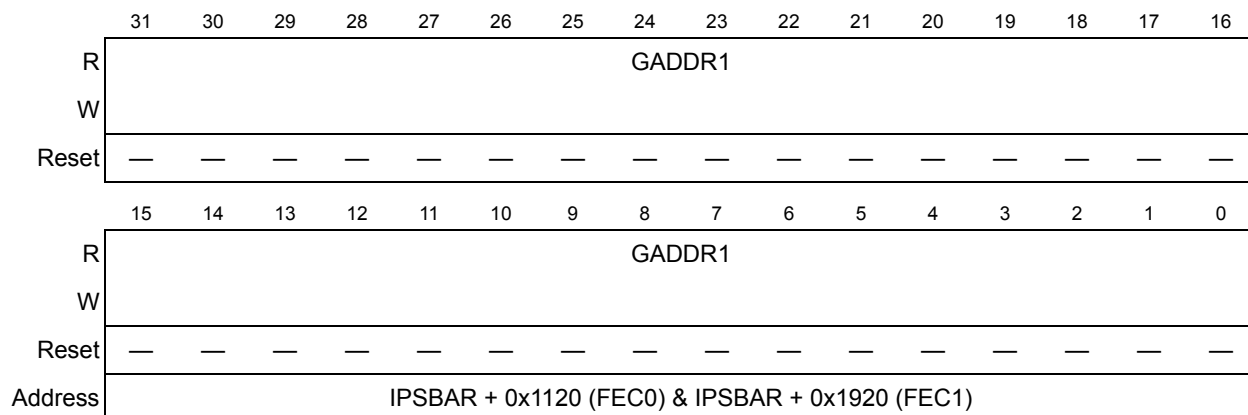 31 30 29 28 27 26 25 24 23 22 21 20 19 18 17 16
R GADDR1
W
Reset — — — — — — — — — — — — — — — —
15 14 13 12 11 10 9 8 7 6 5 4 3 2 1 0
R GADDR1
W
Reset — — — — — — — — — — — — — — — —
Address IPSBAR + 0x1120 (FEC0) & IPSBAR + 0x1920 (FEC1)